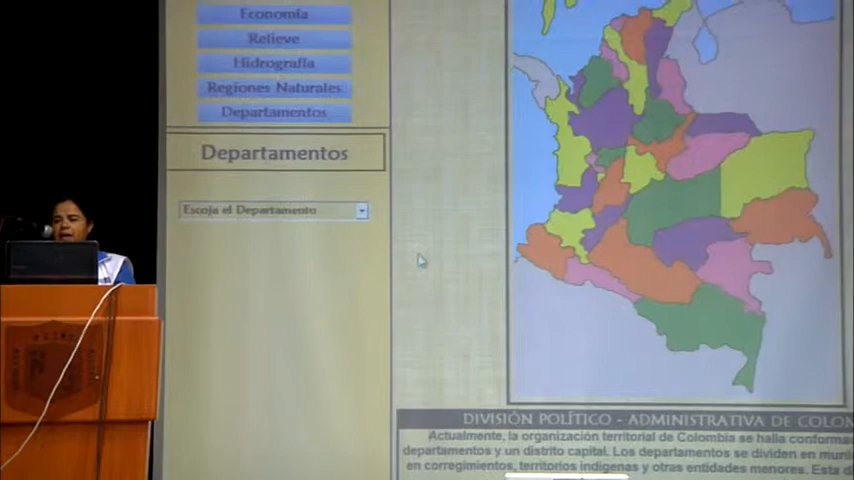 Economía
Relieve
Hidrografía
Regiones Naturales
Departamentos
Departamentos
Escoja el Departamento
DIVISIÓN POLÍTICO - ADMINISTRATIVA DE COLOM
Actualmente, la organización territorial de Colombia se halla conformad
departamentos y un distrito capital. Los departamentos se dividen en muni
en corregimientos, territorios indígenas y otras entidades menores. Esta d